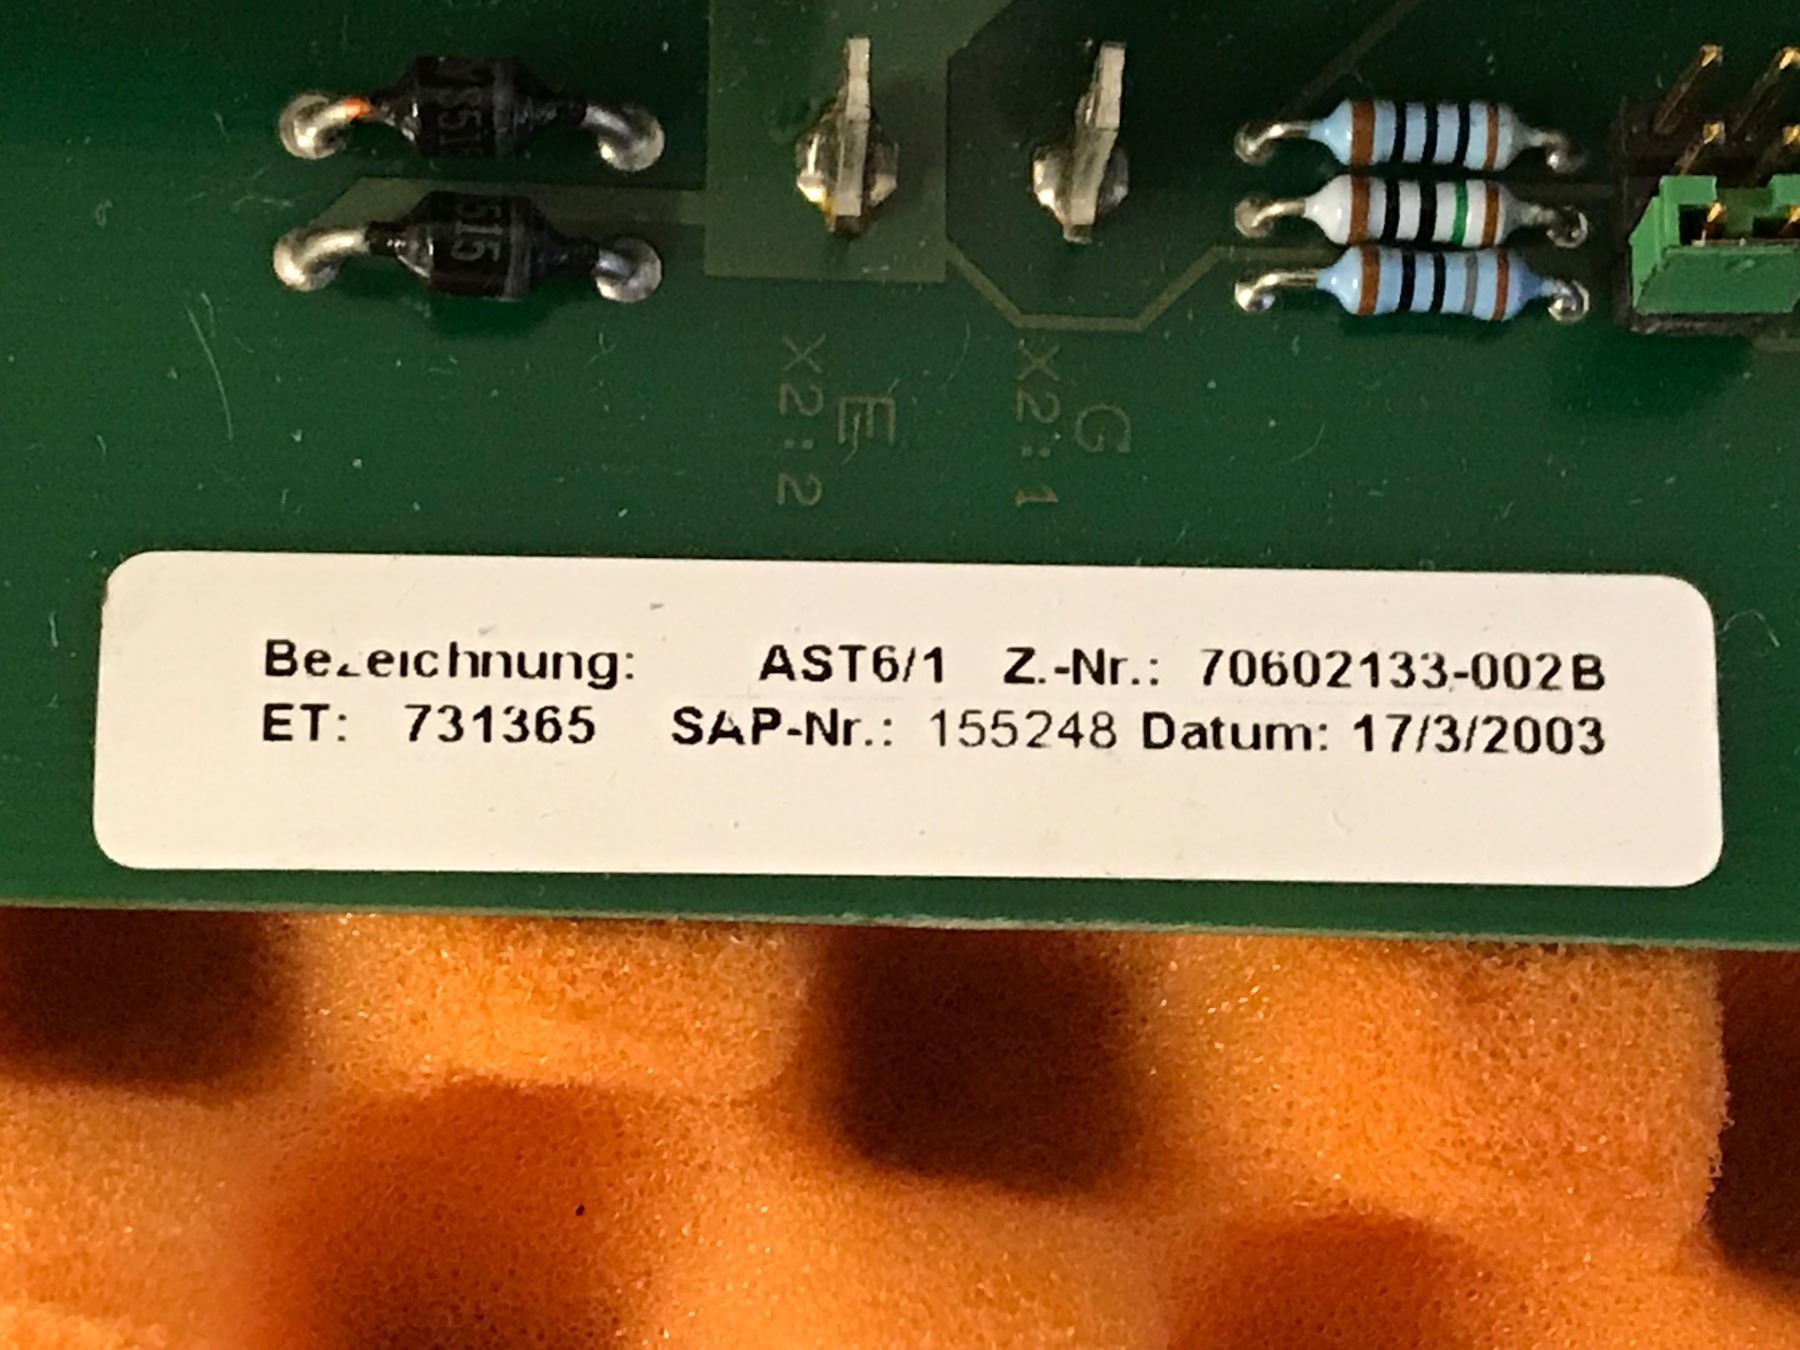 515
E
X2:2
G
X2:1
Bezeichnung: AST6/1 Z.-Nr.: 70602133-002B
ET: 731365 SAP-Nr.: 155248 Datum: 17/3/2003